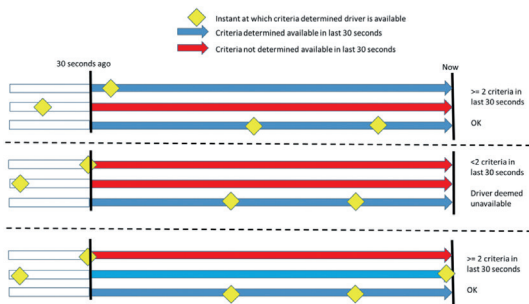 Instant at which criteria determined driver is available
Criteria determined available in last 30 seconds
Criteria not determined available in last 30 seconds
30 seconds ago
Now
>= 2 criteria in
last 30 seconds
OK
<2 criteria in
last 30 seconds
Driver deemed
unavailable
>= 2 criteria in
last 30 seconds
OK